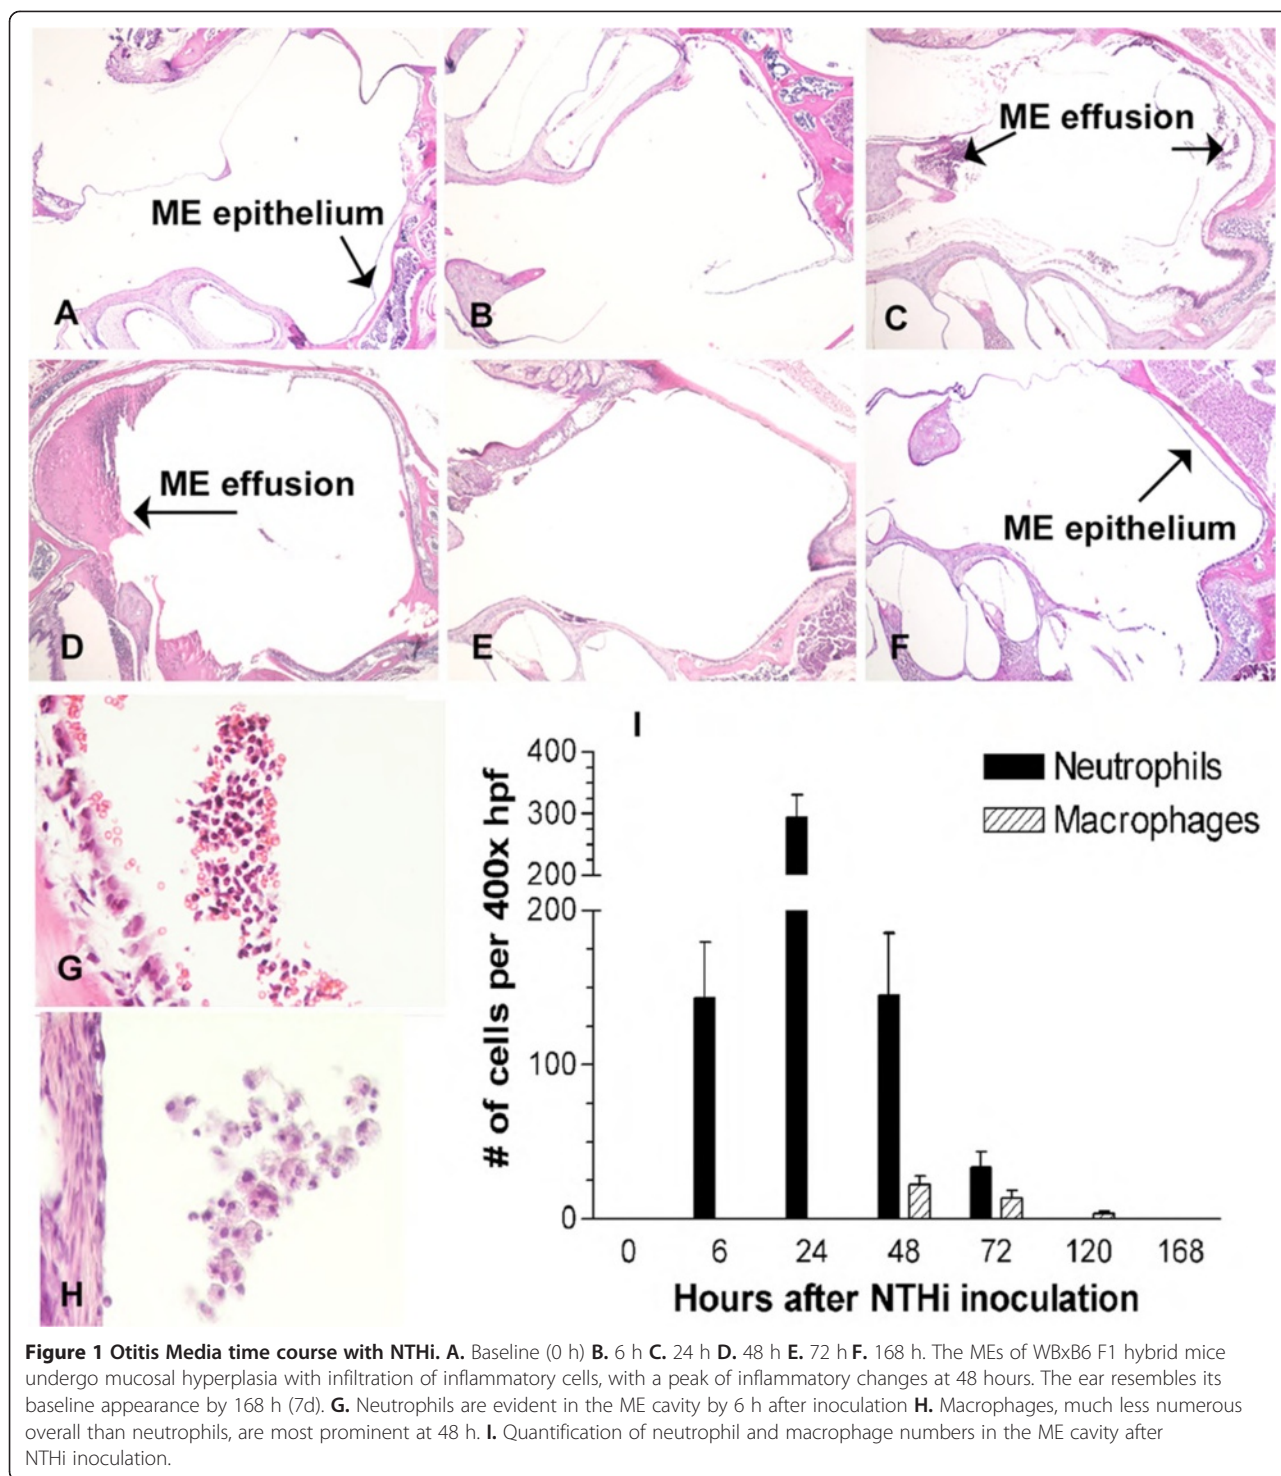 ME epithelium
A
B
ME effusion
C
ME effusion
D
E
ME epithelium
F
G
H
I
Neutrophils
Macrophages
# of cells per 400x hpf
400
300
200
200
100
0
0 6 24 48 72 120 168
Hours after NTHi inoculation
Figure 1 Otitis Media time course with NTHi. A. Baseline (0 h) B. 6 h C. 24 h D. 48 h E. 72 h F. 168 h. The MEs of WBxB6 F1 hybrid mice
undergo mucosal hyperplasia with infiltration of inflammatory cells, with a peak of inflammatory changes at 48 hours. The ear resembles its
baseline appearance by 168 h (7d). G. Neutrophils are evident in the ME cavity by 6 h after inoculation H. Macrophages, much less numerous
overall than neutrophils, are most prominent at 48 h. I. Quantification of neutrophil and macrophage numbers in the ME cavity after
NTHi inoculation.